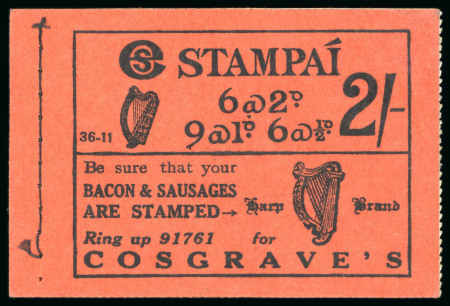 STAMPAÍ
6@2ᴰ.
9@1ᴰ. 6@½ᴰ. 2/-
36-11
Be sure that your
BACON & SAUSAGES
ARE STAMPED→ Harp Brand
Ring up 91761 for
COSGRAVE'S